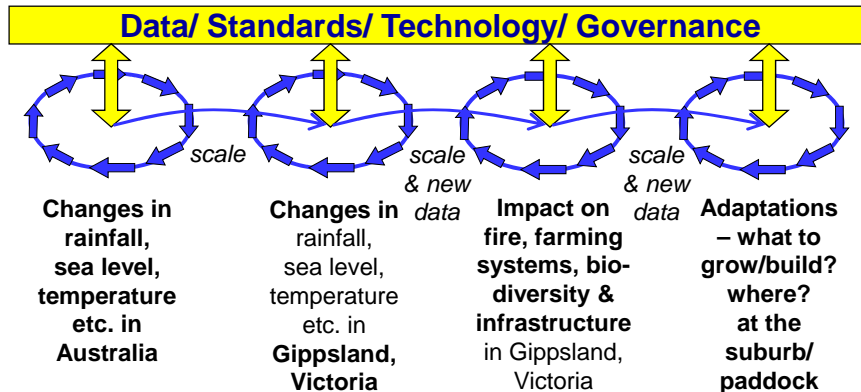 Data/ Standards/ Technology/ Governance
scale
scale
& new
data
scale
& new
data
Changes in
rainfall,
sea level,
temperature
etc. in
Australia
Changes in
rainfall,
sea level,
temperature
etc. in
Gippsland,
Victoria
Impact on
fire, farming
systems, bio-
diversity &
infrastructure
in Gippsland,
Victoria
Adaptations
– what to
grow/build?
where?
at the
suburb/
paddock